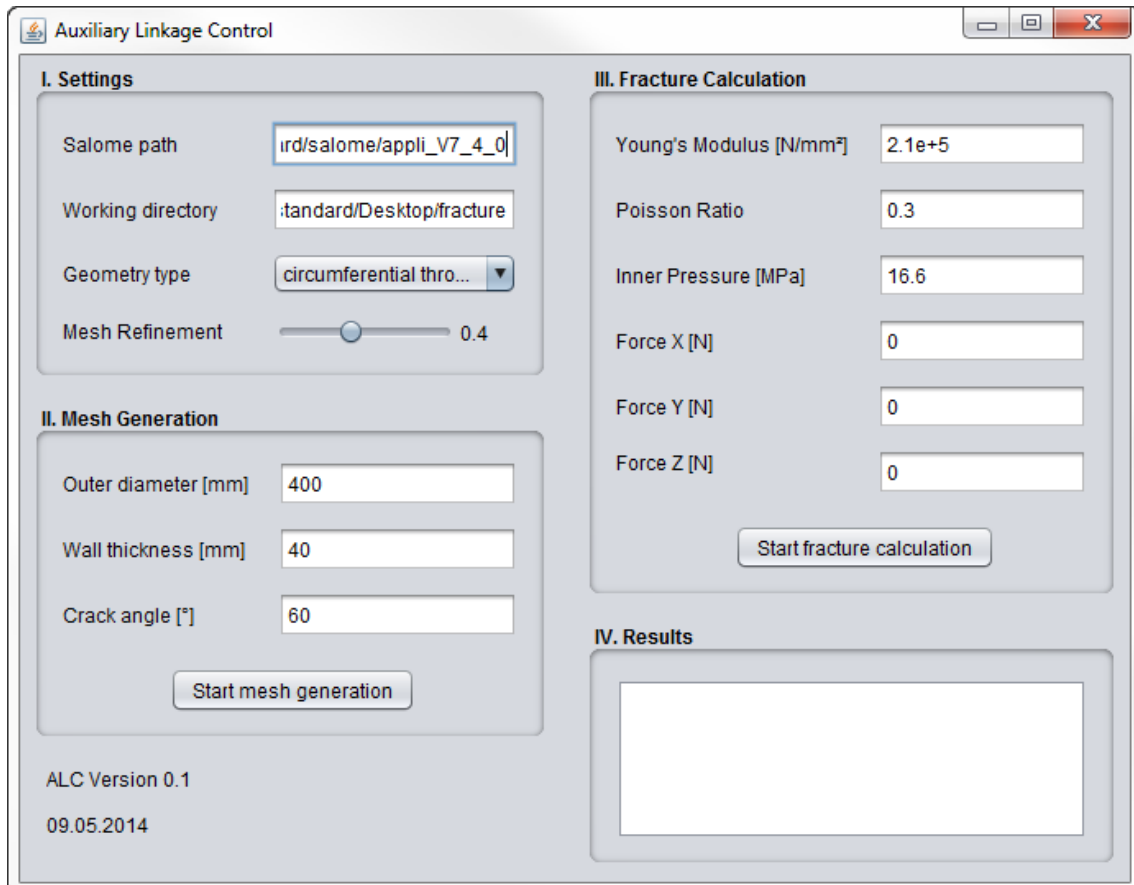 Auxiliary Linkage Control
I. Settings
Salome path
ard/salome/appli_V7_4_0
Working directory
standard/Desktop/fracture
Geometry type
circumferential thro...
Mesh Refinement
0.4
II. Mesh Generation
Outer diameter [mm]
400
Wall thickness [mm]
40
Crack angle [°]
60
Start mesh generation
ALC Version 0.1
09.05.2014
III. Fracture Calculation
Young's Modulus [N/mm²]
2.1e+5
Poisson Ratio
0.3
Inner Pressure [MPa]
16.6
Force X [N]
0
Force Y [N]
0
Force Z [N]
0
Start fracture calculation
IV. Results